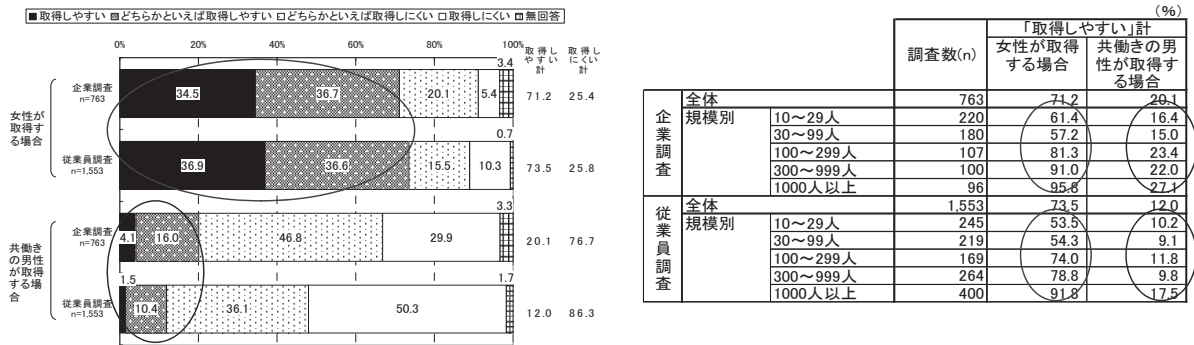 ■取得しやすい ▨どちらかといえば取得しやすい □どちらかといえば取得しにくい □取得しにくい □無回答
0% 20% 40% 60% 80% 100%
取得しやすい計 取得しにくい計
女性が取得する場合
企業調査 n=763 34.5 36.7 20.1 5.4 3.4 71.2 25.4
従業員調査 n=1,553 36.9 36.6 15.5 10.3 0.7 73.5 25.8
共働きの男性が取得する場合
企業調査 n=763 4.1 16.0 46.8 29.9 3.3 20.1 76.7
従業員調査 n=1,553 1.5 10.4 36.1 50.3 1.7 12.0 86.3
(%)
調査数(n) 「取得しやすい」計
女性が取得する場合 共働きの男性が取得する場合
企業調査
全体 763 71.2 20.1
規模別 10～29人 220 61.4 16.4
30～99人 180 57.2 15.0
100～299人 107 81.3 23.4
300～999人 100 91.0 22.0
1000人以上 96 95.8 27.1
従業員調査
全体 1,553 73.5 12.0
規模別 10～29人 245 53.5 10.2
30～99人 219 54.3 9.1
100～299人 169 74.0 11.8
300～999人 264 78.8 9.8
1000人以上 400 91.8 17.5